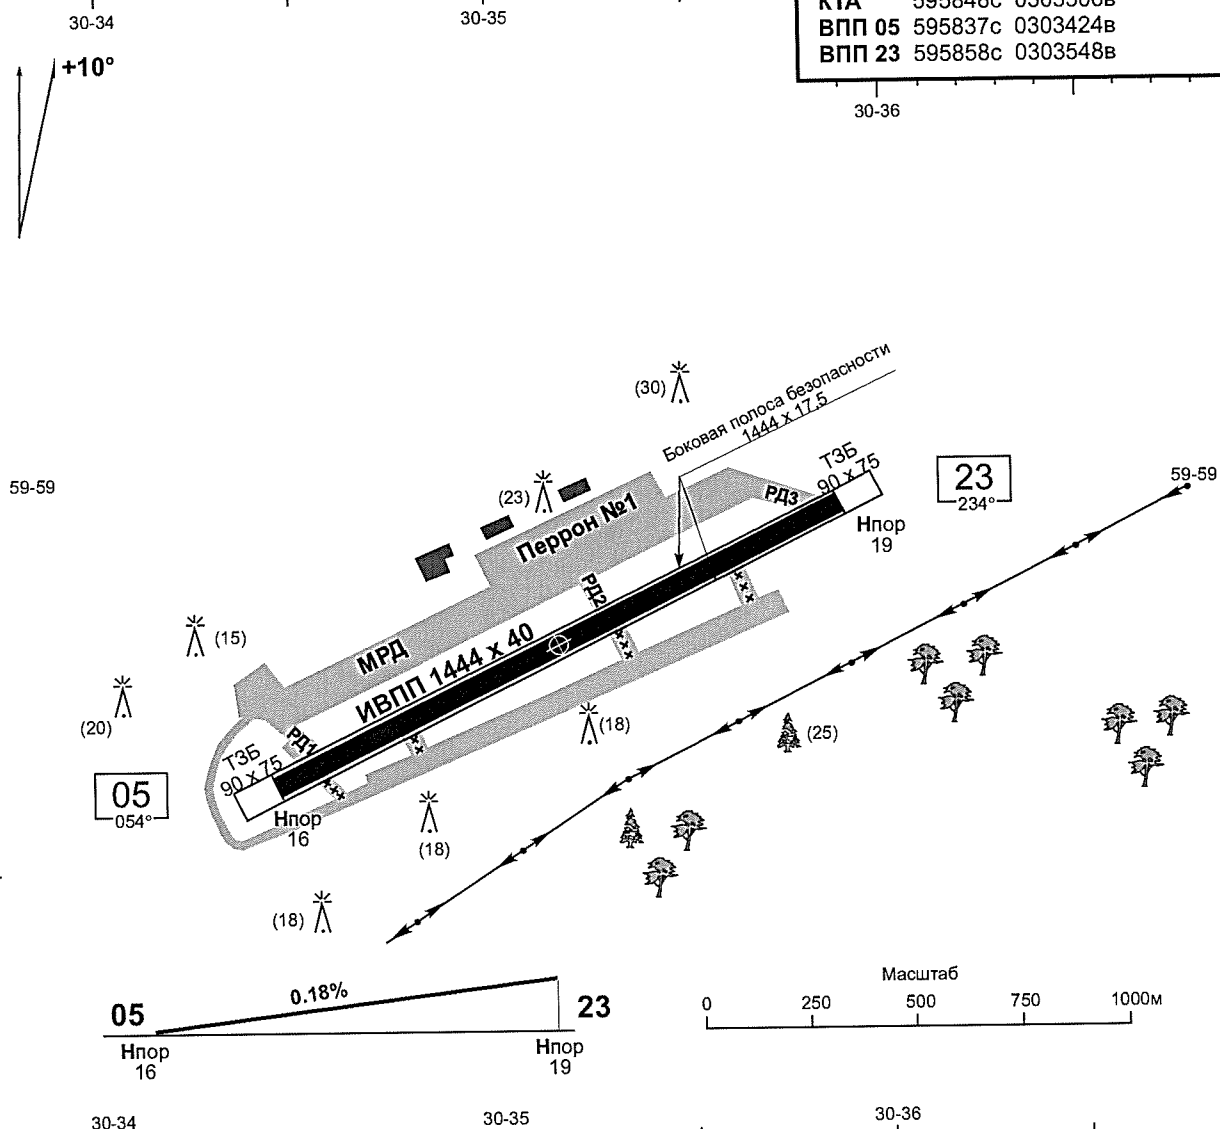 КТА 595848с 0303506в
ВПП 05 595837с 0303424в
ВПП 23 595858с 0303548в
30-34
30-35
30-36
+10°
Боковая полоса безопасности
1444 x 17,5
(30)
(23)
Перрон №1
РД3
ТЗБ
90 x 75
23
234°
59-59
59-59
Нпор
19
РД2
(15)
МРД
ИВПП 1444 x 40
(20)
РД1
ТЗБ
90 x 75
05
054°
Нпор
16
(18)
(25)
(18)
(18)
0.18%
05
23
Нпор
16
Нпор
19
Масштаб
0 250 500 750 1000м
30-34
30-35
30-36